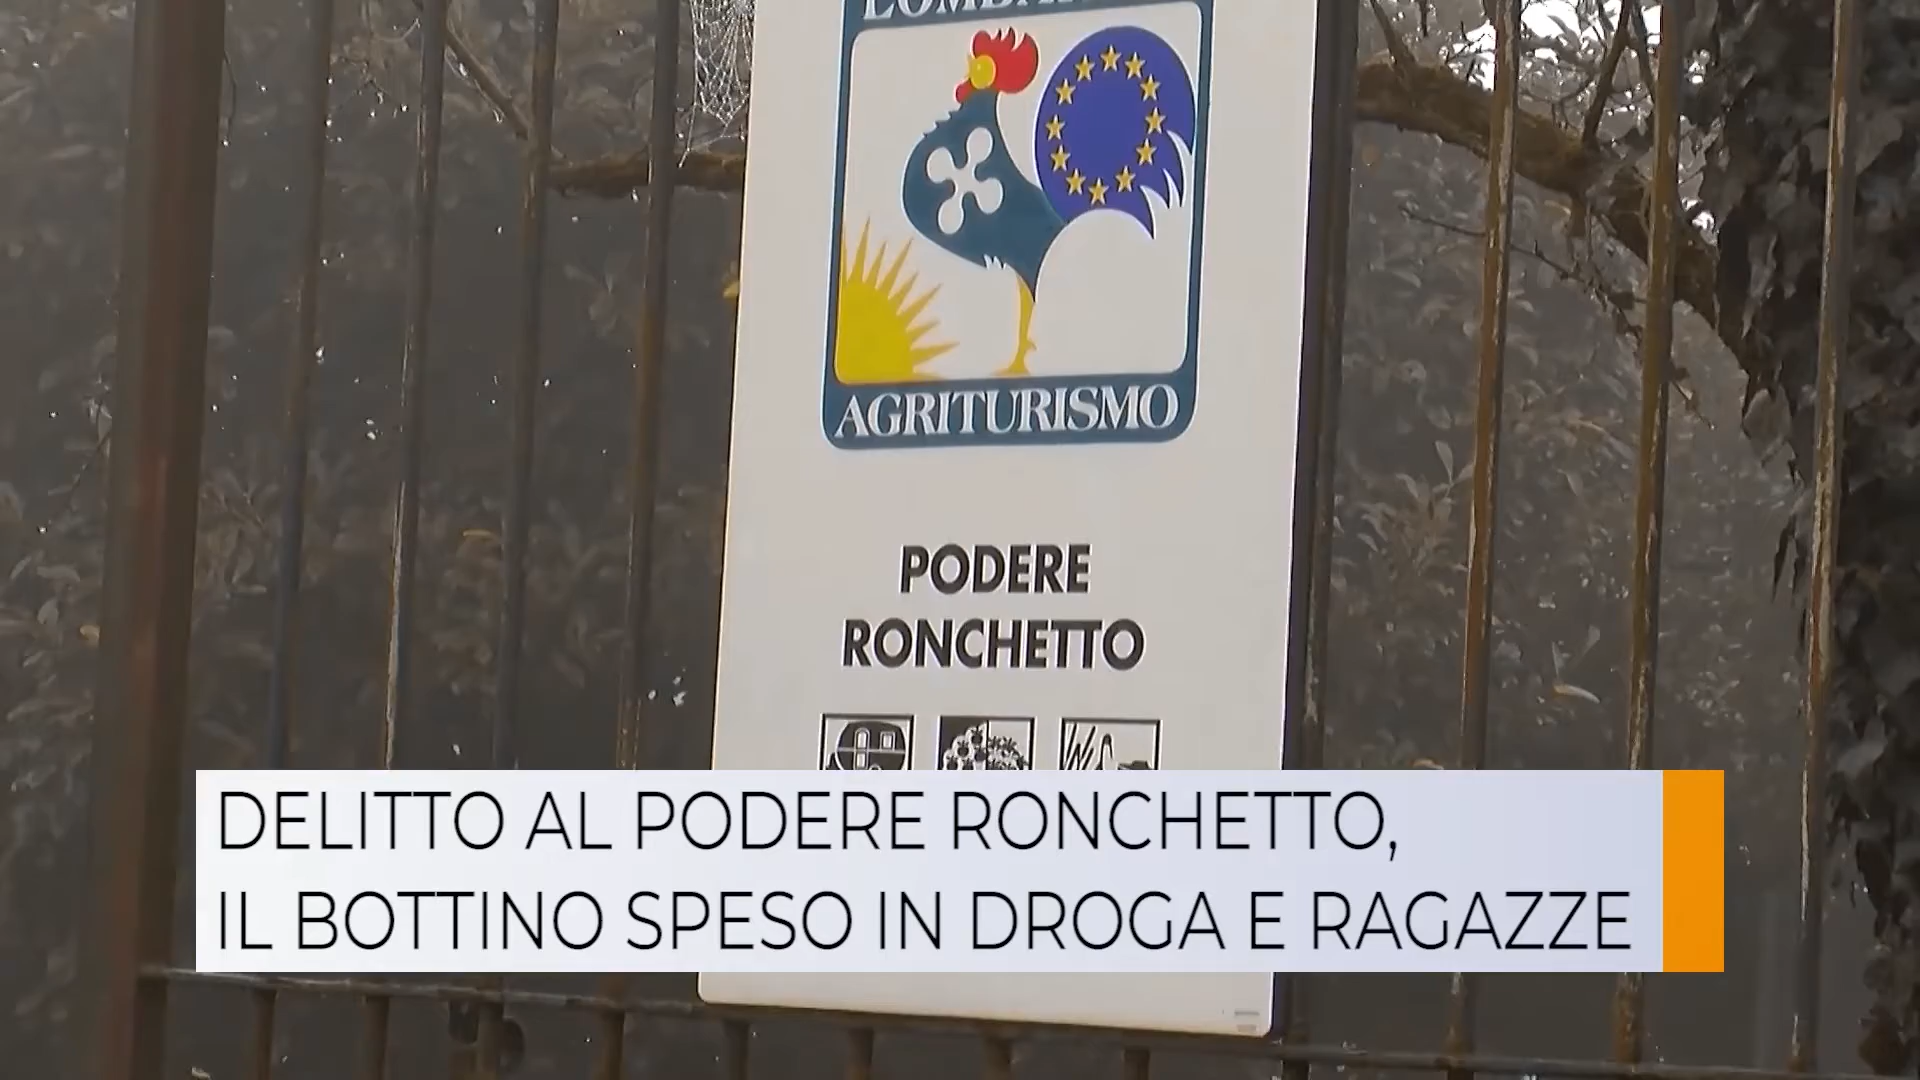 AGRITURISMO
PODERE
RONCHETTO
DELITTO AL PODERE RONCHETTO,
IL BOTTINO SPESO IN DROGA E RAGAZZE